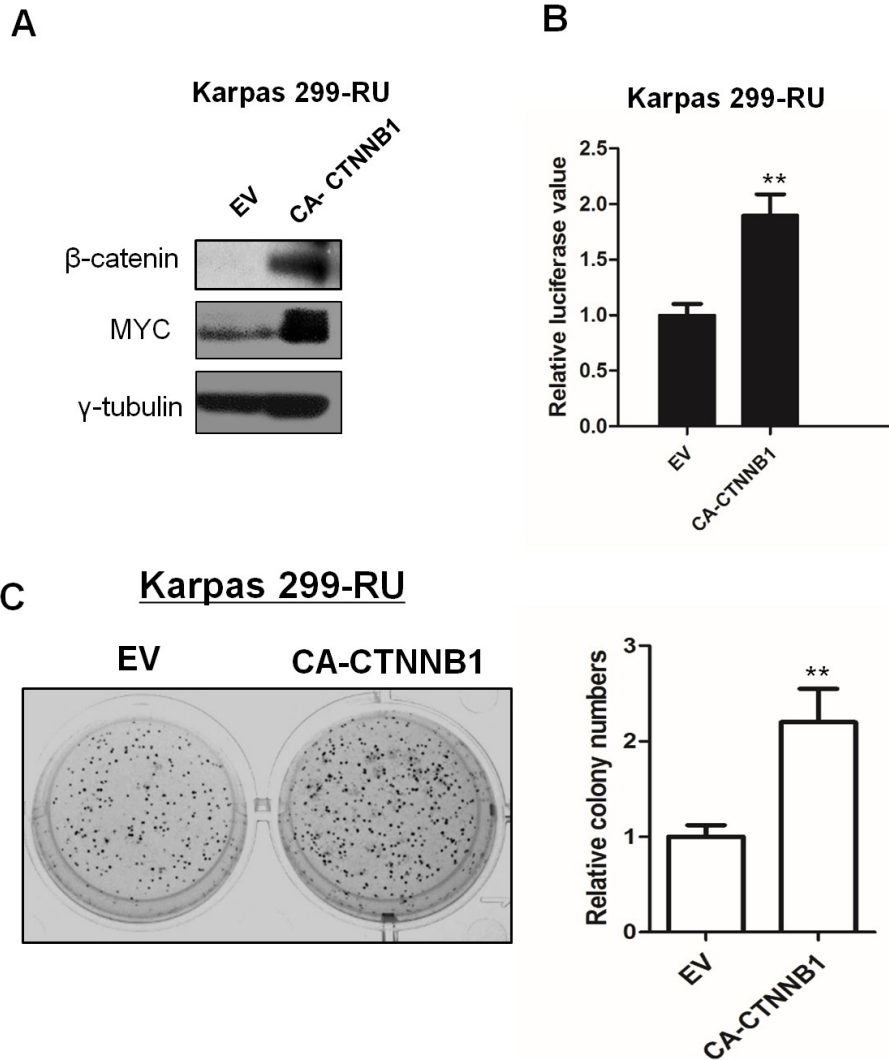 A
Karpas 299-RU
EV
CA- CTNNB1
β-catenin
MYC
γ-tubulin
B
Karpas 299-RU
Relative luciferase value
2.5
2.0
1.5
1.0
0.5
0.0
**
EV
CA-CTNNB1
C
Karpas 299-RU
EV
CA-CTNNB1
Relative colony numbers
3
2
1
0
**
EV
CA-CTNNB1